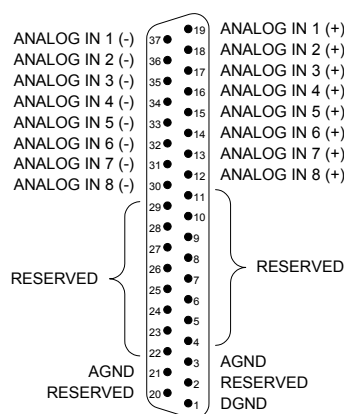 19 ANALOG IN 1 (+)
ANALOG IN 1 (-) 37
18 ANALOG IN 2 (+)
ANALOG IN 2 (-) 36
17 ANALOG IN 3 (+)
ANALOG IN 3 (-) 35
16 ANALOG IN 4 (+)
ANALOG IN 4 (-) 34
15 ANALOG IN 5 (+)
ANALOG IN 5 (-) 33
14 ANALOG IN 6 (+)
ANALOG IN 6 (-) 32
13 ANALOG IN 7 (+)
ANALOG IN 7 (-) 31
12 ANALOG IN 8 (+)
ANALOG IN 8 (-) 30
11
29
10
28
9
27
8
RESERVED
26
RESERVED
7
25
6
24
5
23
4
22
3 AGND
AGND 21
2 RESERVED
RESERVED 20
1 DGND